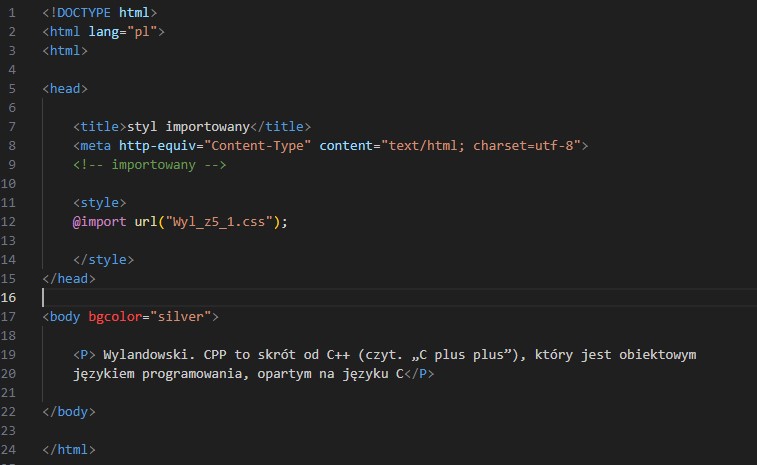 1 <!DOCTYPE html>
2 <html lang="pl">
3 <html>
4
5 <head>
6
7 <title>styl importowany</title>
8 <meta http-equiv="Content-Type" content="text/html; charset=utf-8">
9 <!-- importowany -->
10
11 <style>
12 @import url("Wyl_z5_1.css");
13
14 </style>
15 </head>
16
17 <body bgcolor="silver">
18
19 <P> Wylandowski. CPP to skrót od C++ (czyt. „C plus plus”), który jest obiektowym
20 językiem programowania, opartym na języku C</P>
21
22 </body>
23
24 </html>